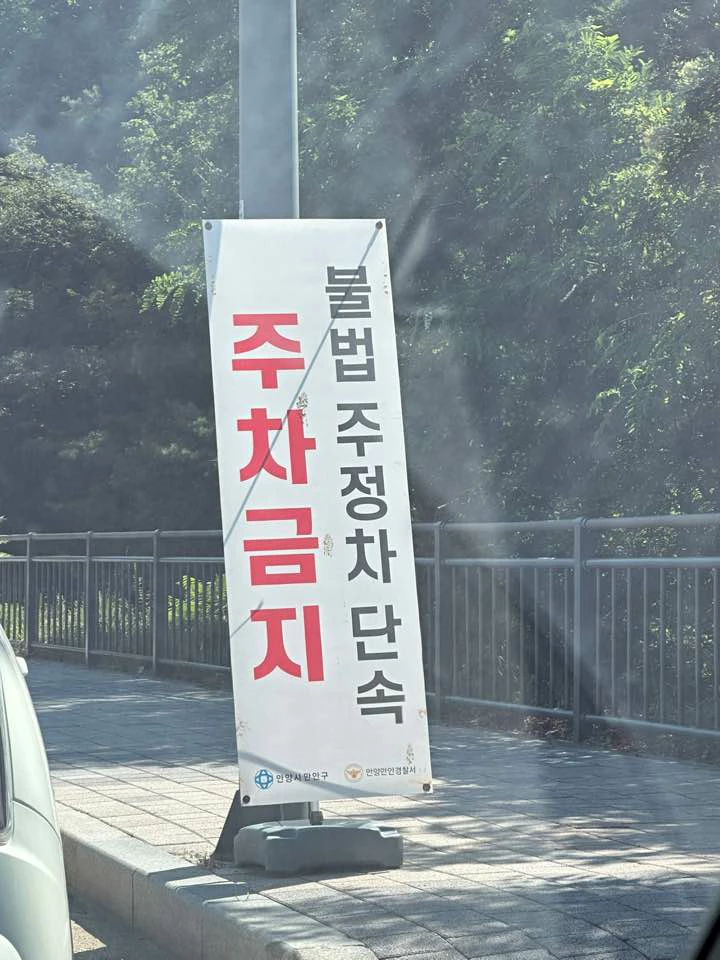 불법 주정차 단속
주차금지
안양시 만안구
안양만안경찰서